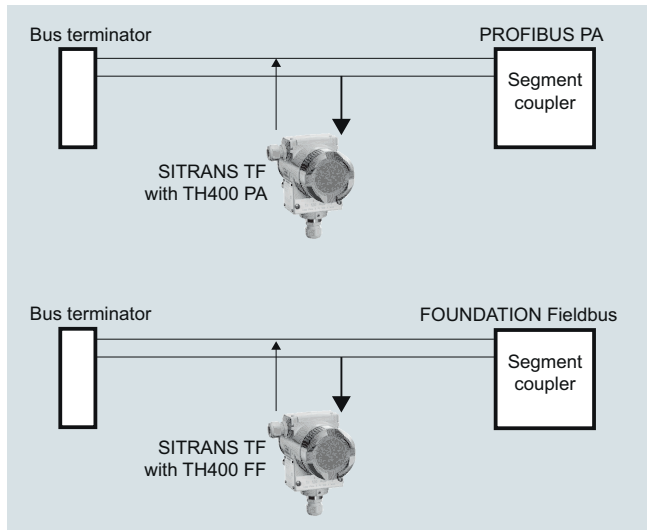 Bus terminator
PROFIBUS PA
Segment
coupler
SITRANS TF
with TH400 PA
Bus terminator
FOUNDATION Fieldbus
Segment
coupler
SITRANS TF
with TH400 FF